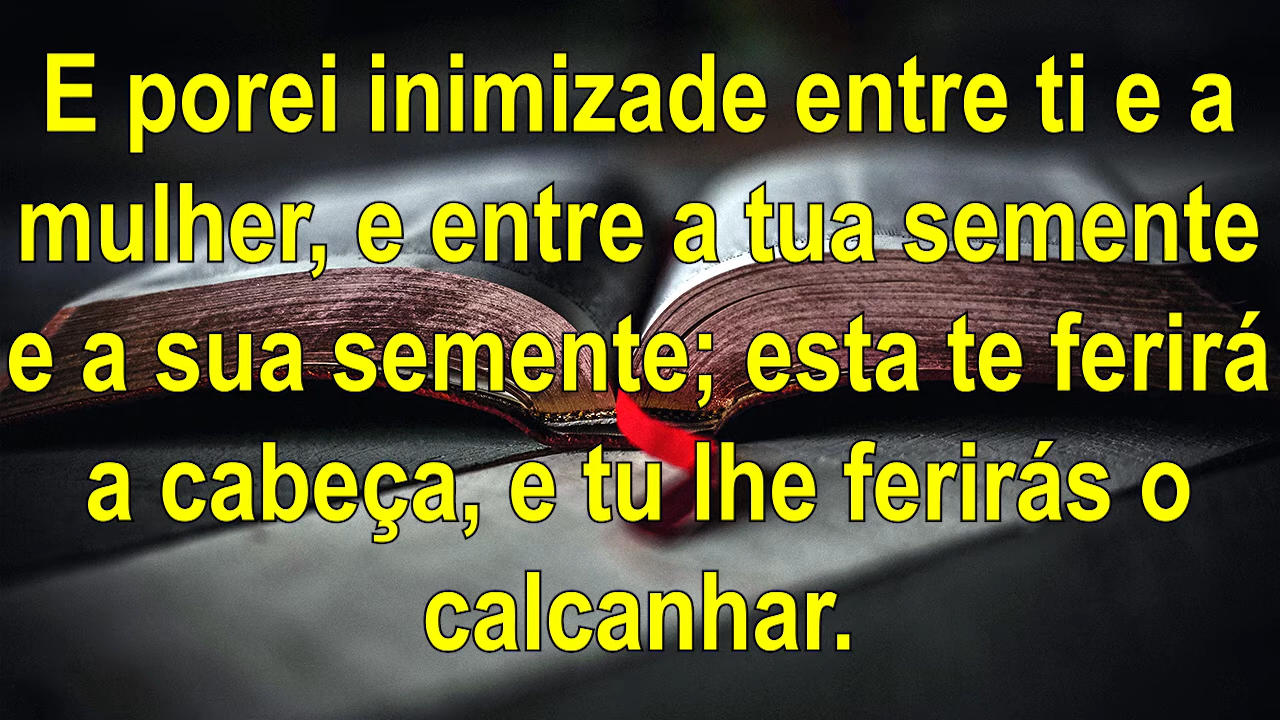 E porei inimizade entre ti e a
mulher, e entre a tua semente
e a sua semente; esta te ferirá
a cabeça, e tu lhe ferirás o
calcanhar.